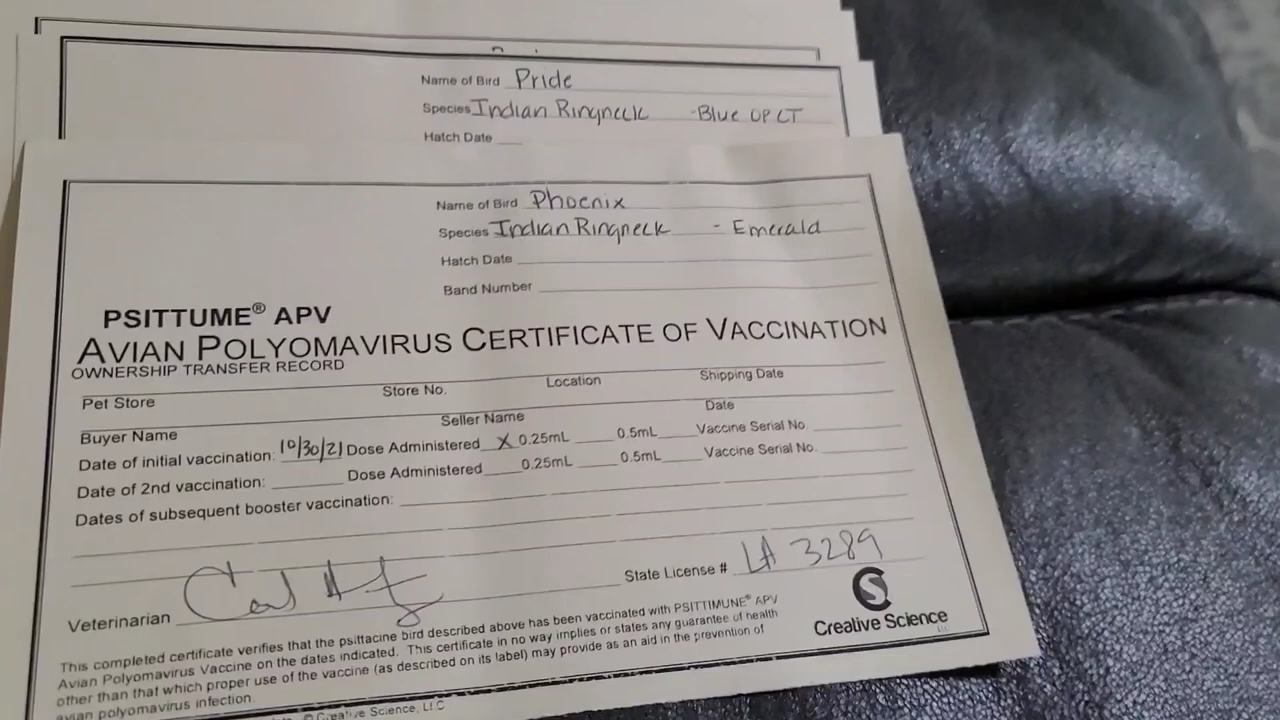 Name of Bird Pride
Species Indian Ringneck - Blue OP CT
Hatch Date
Name of Bird Phoenix
Species Indian Ringneck - Emerald
Hatch Date
Band Number
PSITTUME® APV
AVIAN POLYOMAVIRUS CERTIFICATE OF VACCINATION
OWNERSHIP TRANSFER RECORD
Pet Store Store No. Location Shipping Date
Buyer Name Seller Name Date
Date of initial vaccination: 10/30/21 Dose Administered X 0.25mL 0.5mL Vaccine Serial No.
Date of 2nd vaccination: Dose Administered 0.25mL 0.5mL Vaccine Serial No.
Dates of subsequent booster vaccination:
Veterinarian State License # LA 3289
This completed certificate verifies that the psittacine bird described above has been vaccinated with PSITTIMUNE® APV
Avian Polyomavirus Vaccine on the dates indicated. This certificate in no way implies or states any guarantee of health
other than that which proper use of the vaccine (as described on its label) may provide as an aid in the prevention of
avian polyomavirus infection.
Creative Science
LLC
© Creative Science, LLC